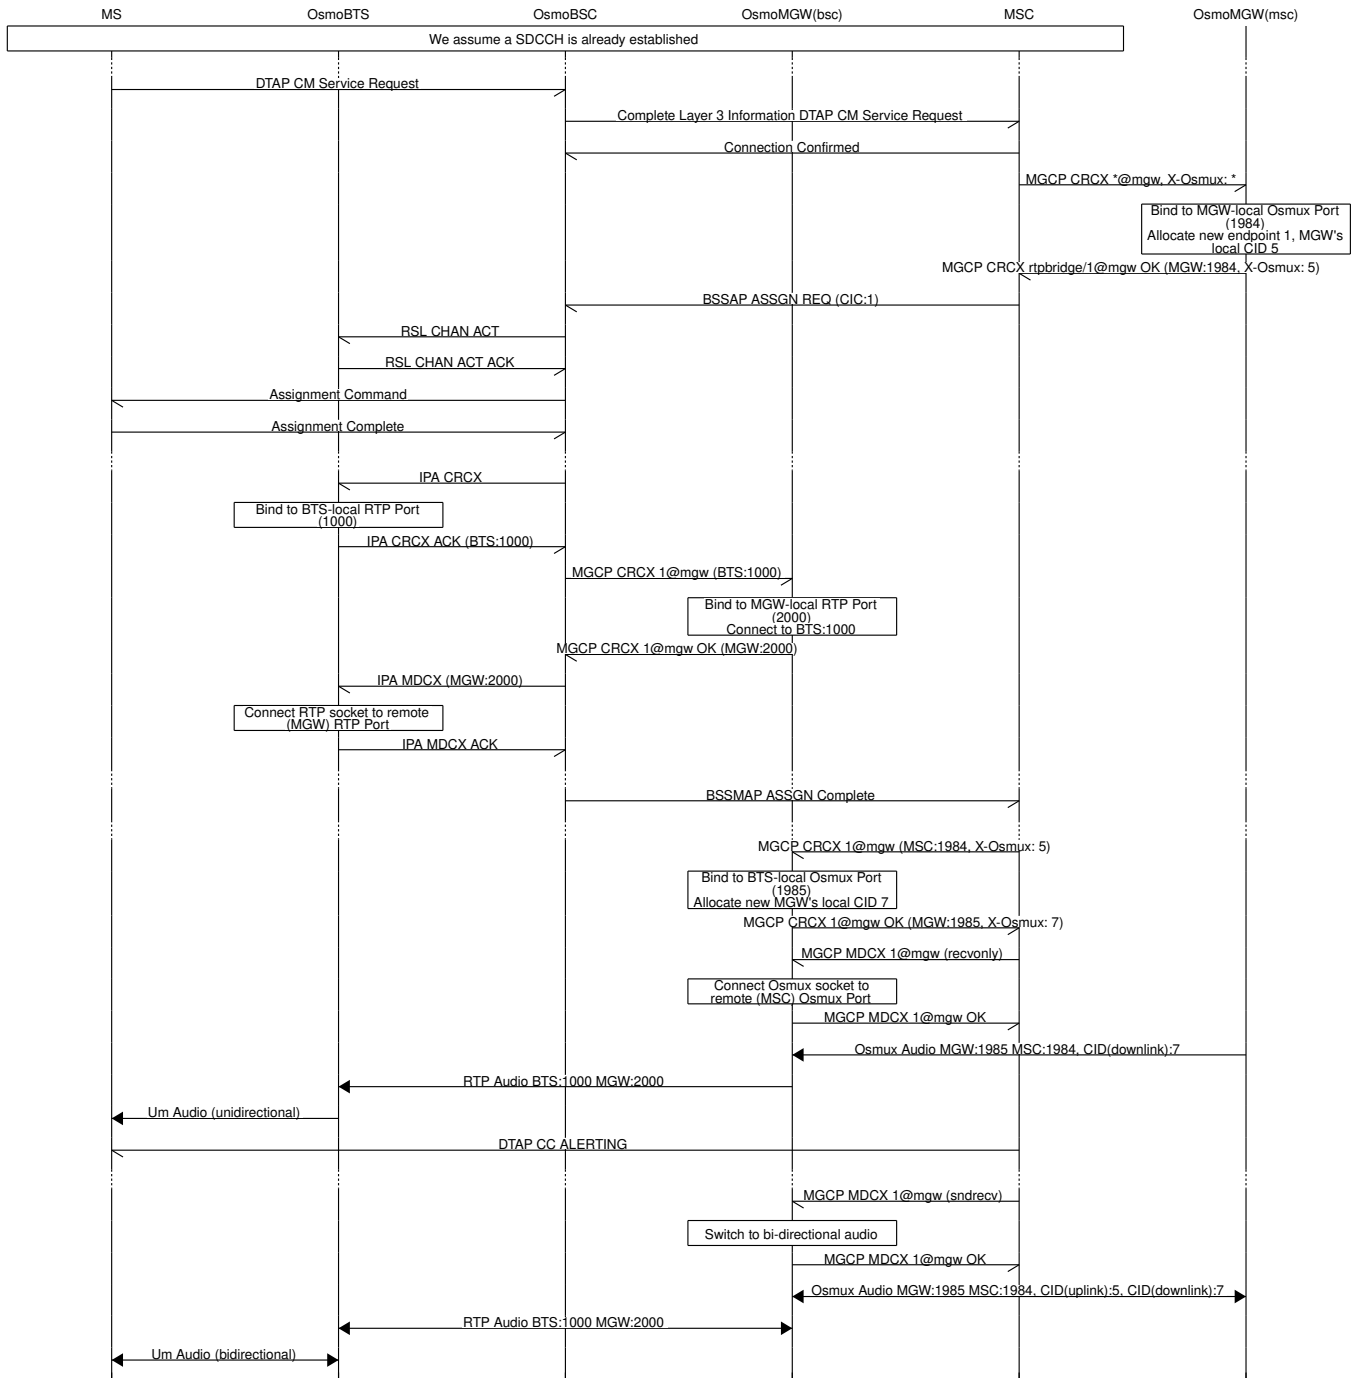 MS OsmoBTS OsmoBSC OsmoMGW(bsc) MSC OsmoMGW(msc)
We assume a SDCCH is already established
DTAP CM Service Request
Complete Layer 3 Information DTAP CM Service Request
Connection Confirmed
MGCP CRCX *@mgw, X-Osmux: *
Bind to MGW-local Osmux Port
(1984)
Allocate new endpoint 1, MGW's
local CID 5
MGCP CRCX rtpbridge/1@mgw OK (MGW:1984, X-Osmux: 5)
BSSAP ASSGN REQ (CIC:1)
RSL CHAN ACT
RSL CHAN ACT ACK
Assignment Command
Assignment Complete
IPA CRCX
Bind to BTS-local RTP Port
(1000)
IPA CRCX ACK (BTS:1000)
MGCP CRCX 1@mgw (BTS:1000)
Bind to MGW-local RTP Port
(2000)
Connect to BTS:1000
MGCP CRCX 1@mgw OK (MGW:2000)
IPA MDCX (MGW:2000)
Connect RTP socket to remote
(MGW) RTP Port
IPA MDCX ACK
BSSMAP ASSGN Complete
MGCP CRCX 1@mgw (MSC:1984, X-Osmux: 5)
Bind to BTS-local Osmux Port
(1985)
Allocate new MGW's local CID 7
MGCP CRCX 1@mgw OK (MGW:1985, X-Osmux: 7)
MGCP MDCX 1@mgw (recvonly)
Connect Osmux socket to
remote (MSC) Osmux Port
MGCP MDCX 1@mgw OK
Osmux Audio MGW:1985 MSC:1984, CID(downlink):7
RTP Audio BTS:1000 MGW:2000
Um Audio (unidirectional)
DTAP CC ALERTING
MGCP MDCX 1@mgw (sndrecv)
Switch to bi-directional audio
MGCP MDCX 1@mgw OK
Osmux Audio MGW:1985 MSC:1984, CID(uplink):5, CID(downlink):7
RTP Audio BTS:1000 MGW:2000
Um Audio (bidirectional)